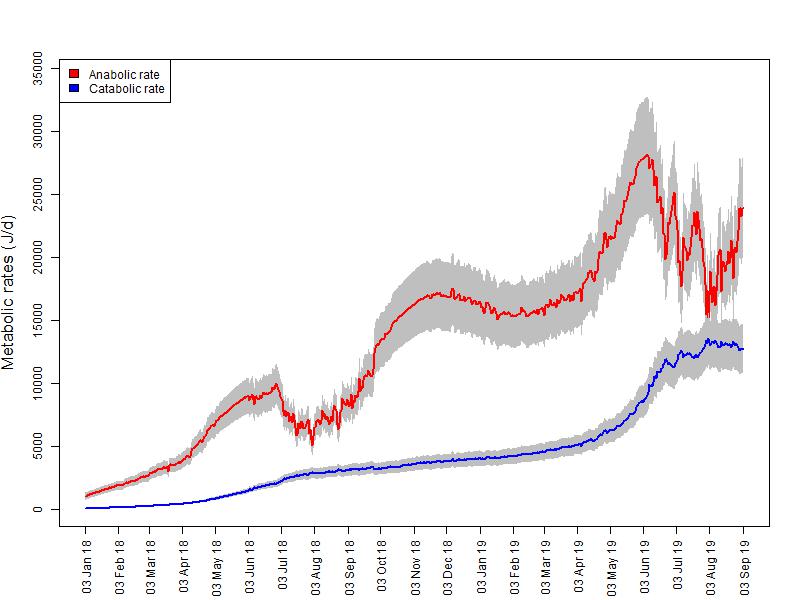 Anabolic rate
Catabolic rate
Metabolic rates (J/d)
35000
30000
25000
20000
15000
10000
5000
0
03 Jan 18
03 Feb 18
03 Mar 18
03 Apr 18
03 May 18
03 Jun 18
03 Jul 18
03 Aug 18
03 Sep 18
03 Oct 18
03 Nov 18
03 Dec 18
03 Jan 19
03 Feb 19
03 Mar 19
03 Apr 19
03 May 19
03 Jun 19
03 Jul 19
03 Aug 19
03 Sep 19